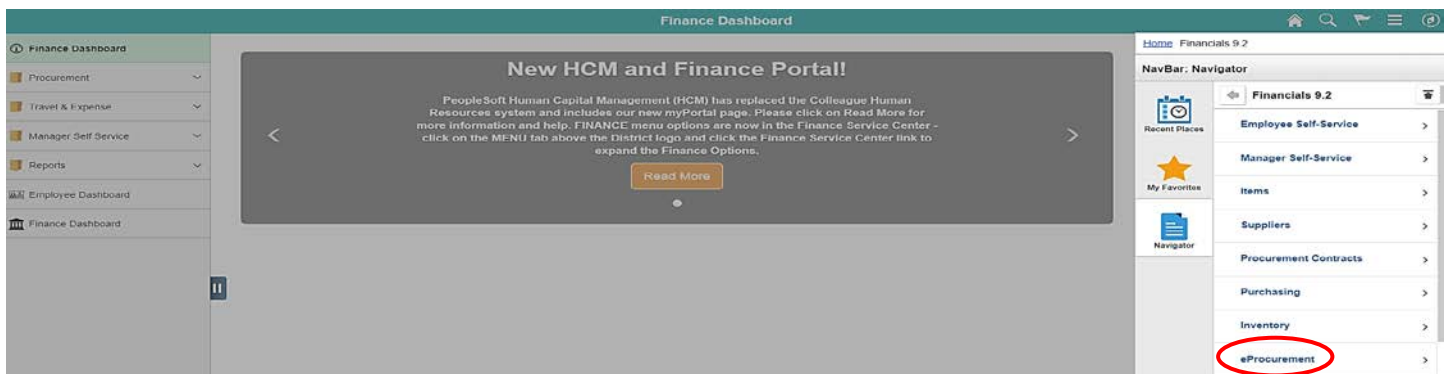 Finance Dashboard
Finance Dashboard
Procurement
Travel & Expense
Manager Self Service
Reports
Employee Dashboard
Finance Dashboard
New HCM and Finance Portal!
PeopleSoft Human Capital Management (HCM) has replaced the Colleague Human
Resources system and includes our new myPortal page. Please click on Read More for
more information and help. FINANCE menu options are now in the Finance Service Center -
click on the MENU tab above the District logo and click the Finance Service Center link to
expand the Finance Options.
Read More
Home Financials 9.2
NavBar: Navigator
Recent Places
My Favorites
Navigator
Financials 9.2
Employee Self-Service
Manager Self-Service
Items
Suppliers
Procurement Contracts
Purchasing
Inventory
eProcurement